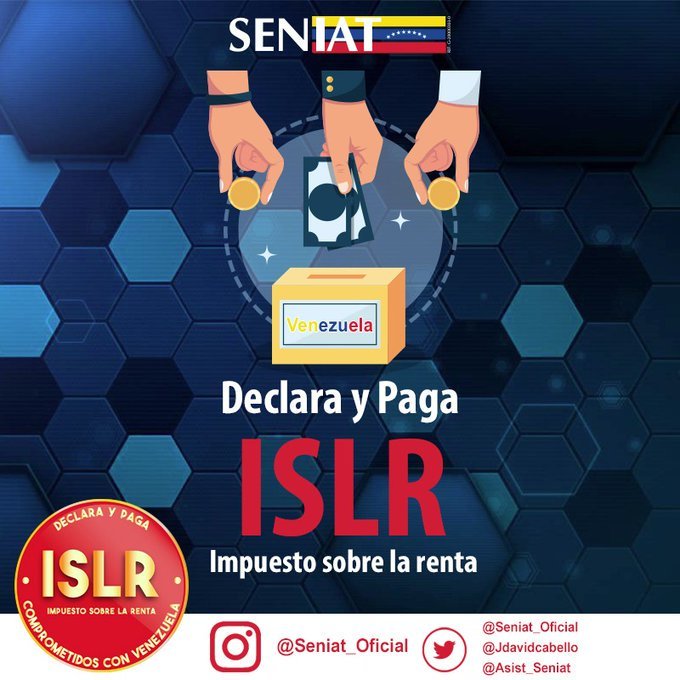 SENIAT
Venezuela
Declara y Paga
ISLR
Impuesto sobre la renta
DECLARA Y PAGA
ISLR
IMPUESTO SOBRE LA RENTA
COMPROMETIDOS CON VENEZUELA
@Seniat_Oficial
@Seniat_Oficial
@Jdavidcabello
@Asist_Seniat